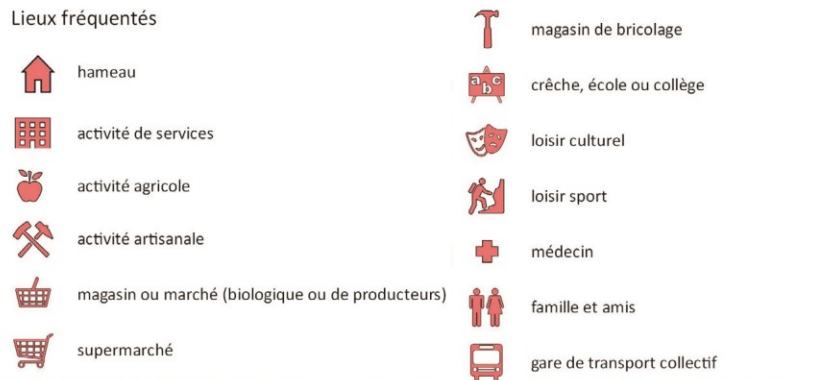 Lieux fréquentés
hameau
activité de services
activité agricole
activité artisanale
magasin ou marché (biologique ou de producteurs)
supermarché
magasin de bricolage
a b c
crêche, école ou collège
loisir culturel
loisir sport
médecin
famille et amis
gare de transport collectif